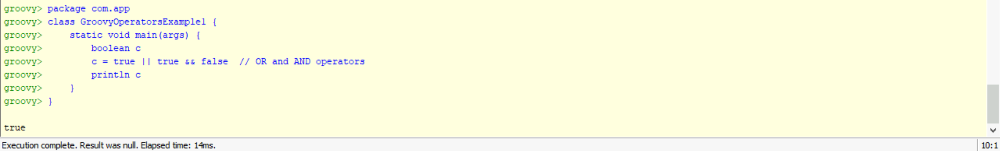 groovy> package com.app
groovy> class GroovyOperatorsExample1 {
groovy>     static void main(args) {
groovy>         boolean c
groovy>         c = true || true && false  // OR and AND operators
groovy>         println c
groovy>     }
groovy> }
true
Execution complete. Result was null. Elapsed time: 14ms. 10:1